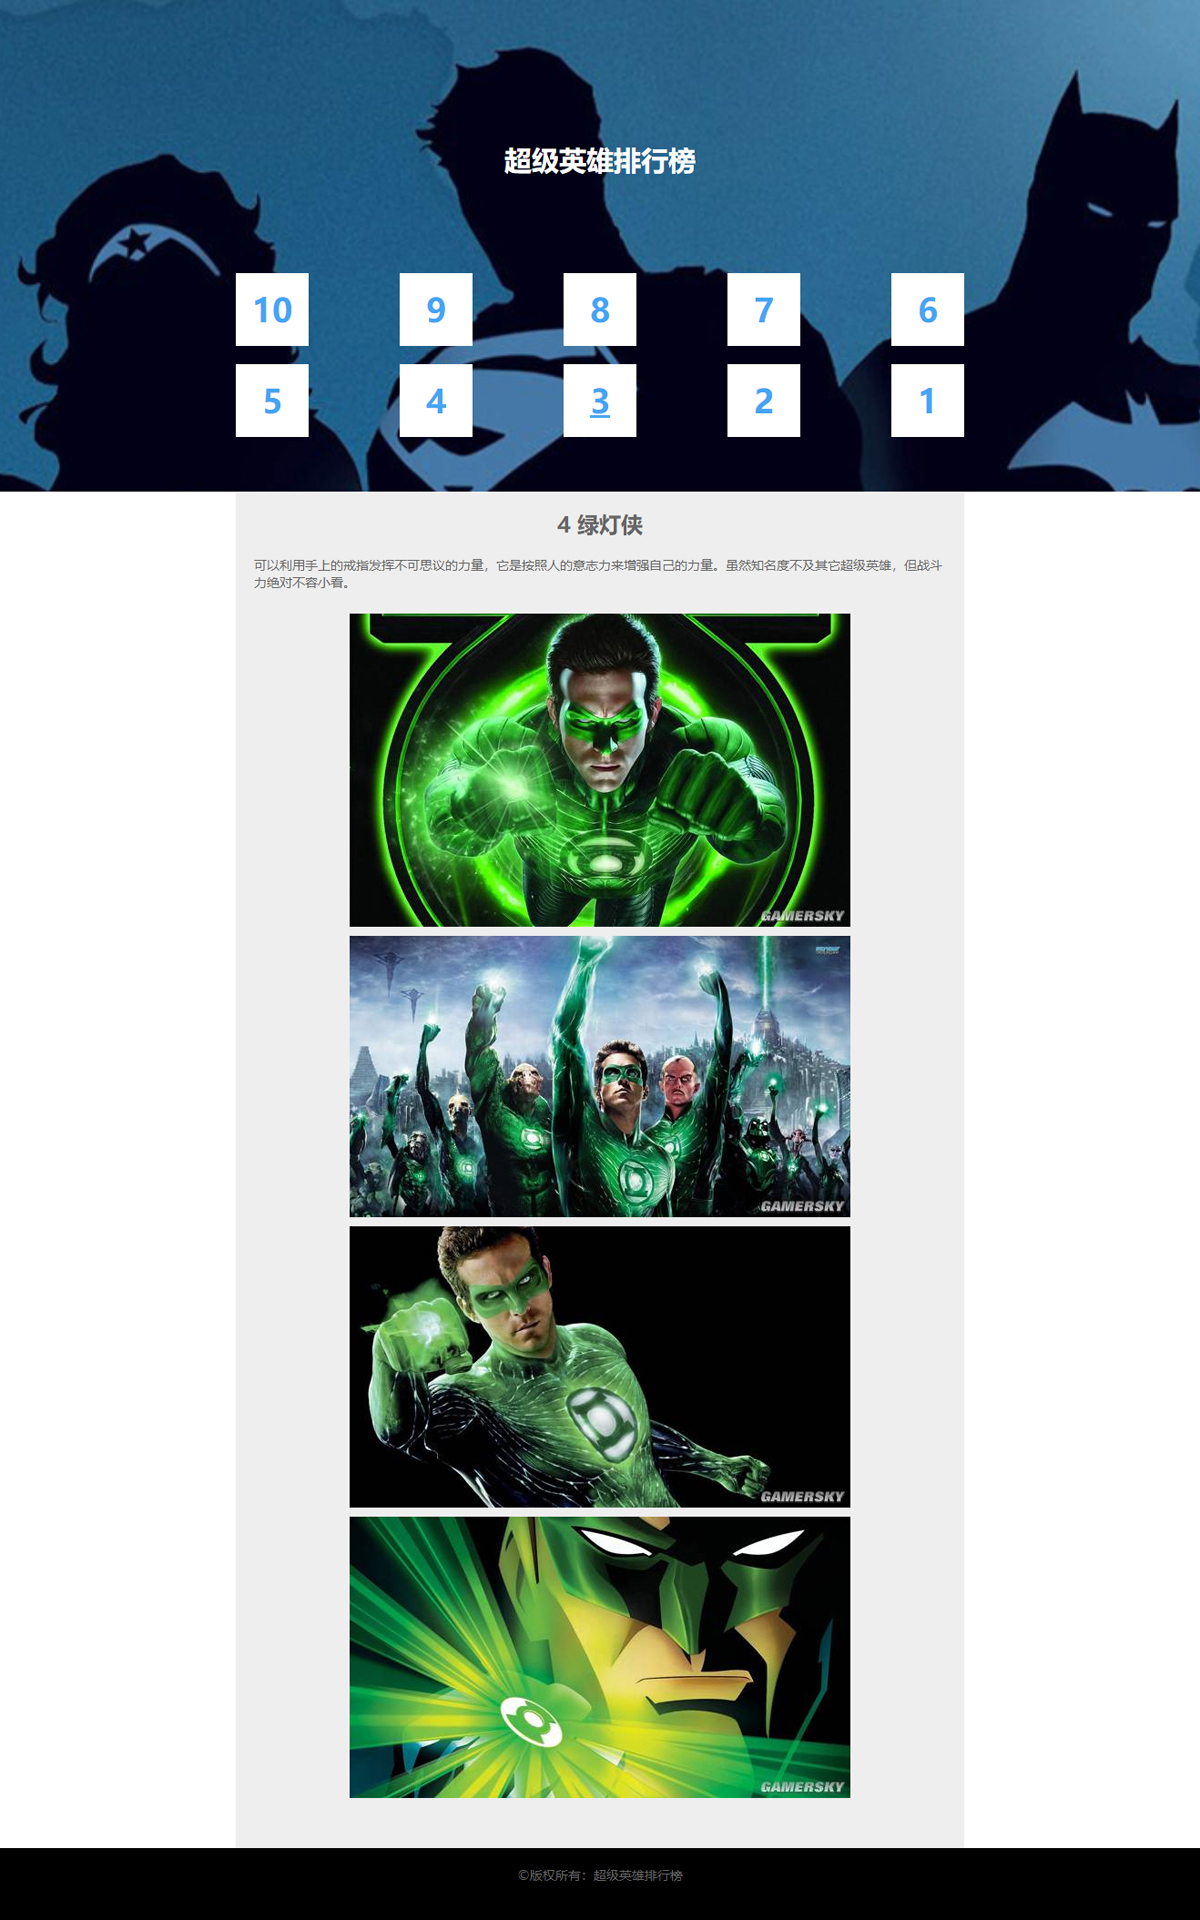 超级英雄排行榜
10 9 8 7 6
5 4 3 2 1
4 绿灯侠
可以利用手上的戒指发挥不可思议的力量，它是按照人的意志力来增强自己的力量。虽然知名度不及其它超级英雄，但战斗
力绝对不容小看。
GAMERSKY
GAMERSKY
GAMERSKY
GAMERSKY
©版权所有：超级英雄排行榜